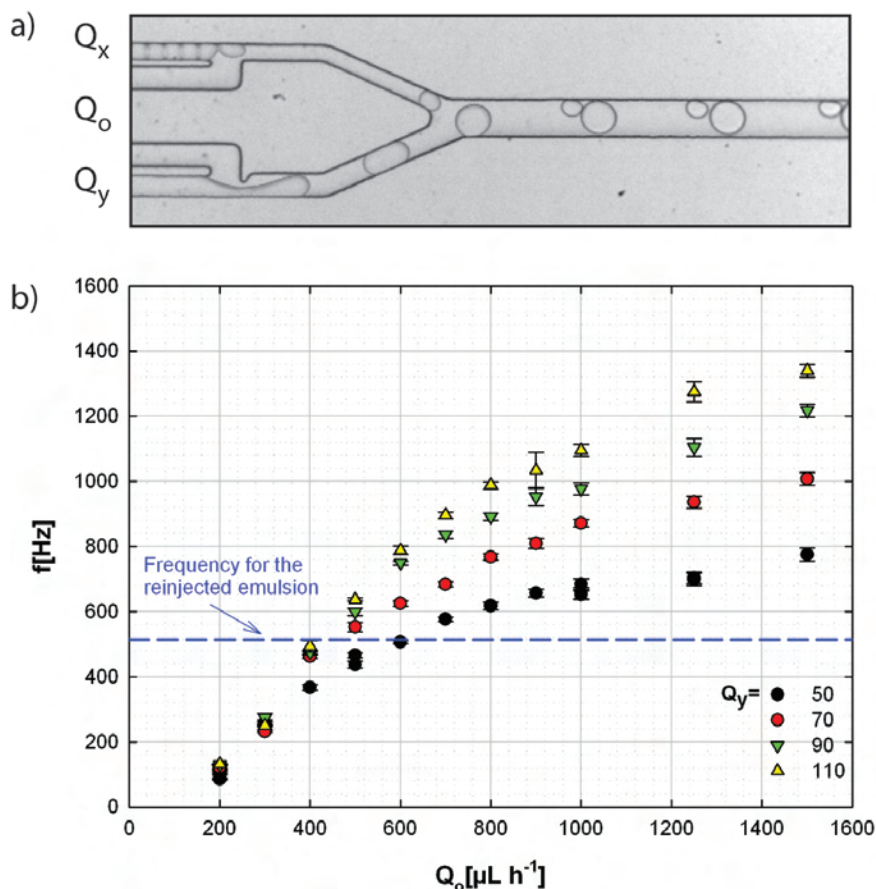 a)
Qx
Qo
Qy
b)
1600
1400
1200
1000
800
600
400
200
0
f[Hz]
Frequency for the
reinjected emulsion
Qy=
50
70
90
110
0 200 400 600 800 1000 1200 1400 1600
Qo[µL h⁻¹]